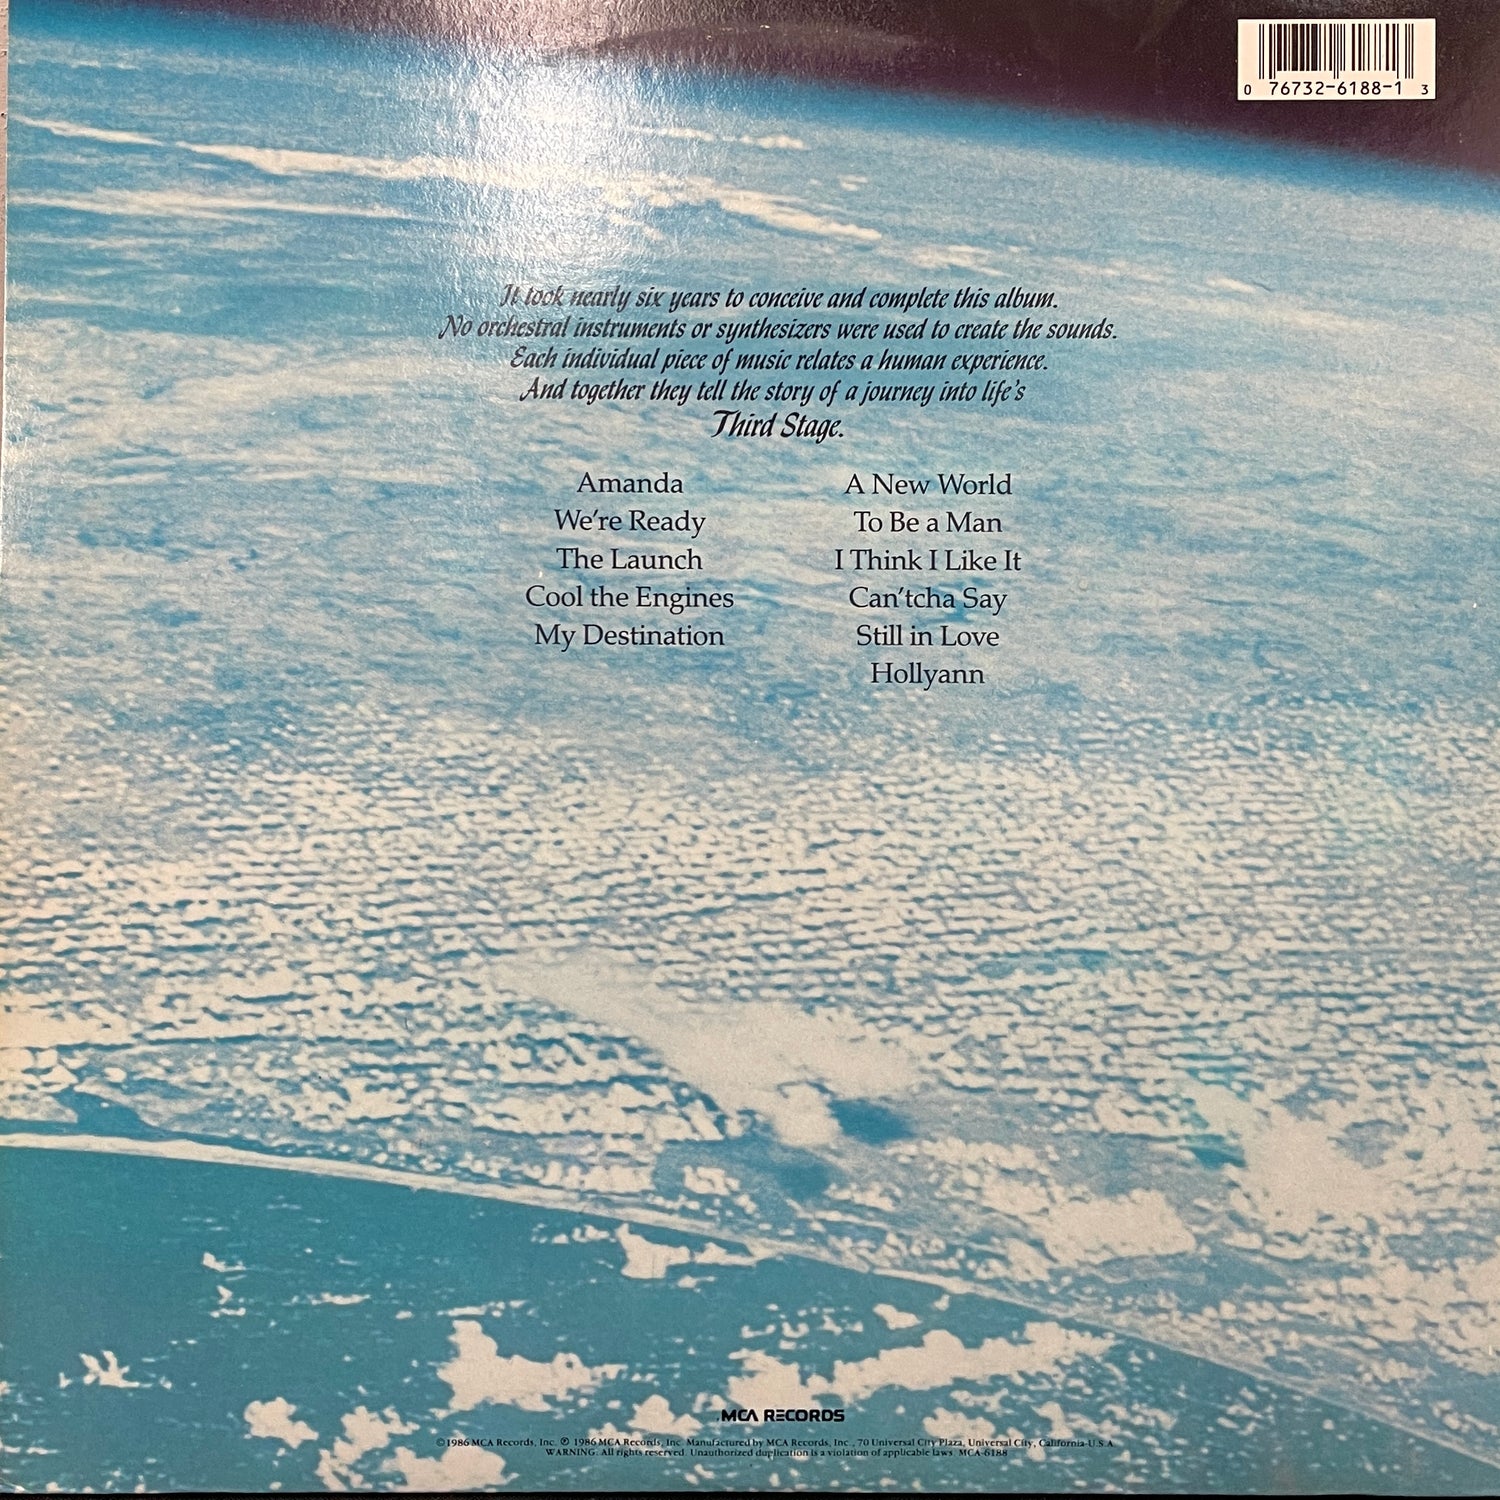 0 76732-6188-1 3
It took nearly six years to conceive and complete this album.
No orchestral instruments or synthesizers were used to create the sounds.
Each individual piece of music relates a human experience.
And together they tell the story of a journey into life's
Third Stage.
Amanda
We're Ready
The Launch
Cool the Engines
My Destination
A New World
To Be a Man
I Think I Like It
Can'tcha Say
Still in Love
Hollyann
MCA RECORDS
©1986 MCA Records, Inc. ℗ 1986 MCA Records, Inc. Manufactured by MCA Records, Inc., 70 Universal City Plaza, Universal City, California-U.S.A.
WARNING: All rights reserved. Unauthorized duplication is a violation of applicable laws. MCA-6188